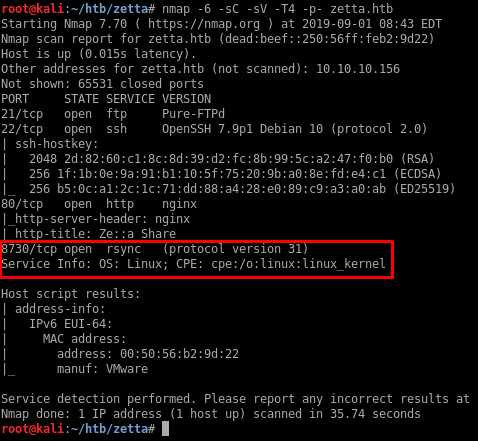 root@kali:~/htb/zetta# nmap -6 -sC -sV -T4 -p- zetta.htb
Starting Nmap 7.70 ( https://nmap.org ) at 2019-09-01 08:43 EDT
Nmap scan report for zetta.htb (dead:beef::250:56ff:feb2:9d22)
Host is up (0.015s latency).
Other addresses for zetta.htb (not scanned): 10.10.10.156
Not shown: 65531 closed ports
PORT     STATE SERVICE VERSION
21/tcp   open  ftp     Pure-FTPd
22/tcp   open  ssh     OpenSSH 7.9p1 Debian 10 (protocol 2.0)
| ssh-hostkey:
|   2048 2d:82:60:c1:8c:8d:39:d2:fc:8b:99:5c:a2:47:f0:b0 (RSA)
|   256 1f:1b:0e:9a:91:b1:10:5f:75:20:9b:a0:8e:fd:e4:c1 (ECDSA)
|_  256 b5:0c:a1:2c:1c:71:dd:88:a4:28:e0:89:c9:a3:a0:ab (ED25519)
80/tcp   open  http    nginx
|_http-server-header: nginx
| http-title: Ze::a Share
8730/tcp open  rsync   (protocol version 31)
Service Info: OS: Linux; CPE: cpe:/o:linux:linux_kernel
Host script results:
| address-info:
|   IPv6 EUI-64:
|     MAC address:
|       address: 00:50:56:b2:9d:22
|_      manuf: VMware
Service detection performed. Please report any incorrect results at
Nmap done: 1 IP address (1 host up) scanned in 35.74 seconds
root@kali:~/htb/zetta#